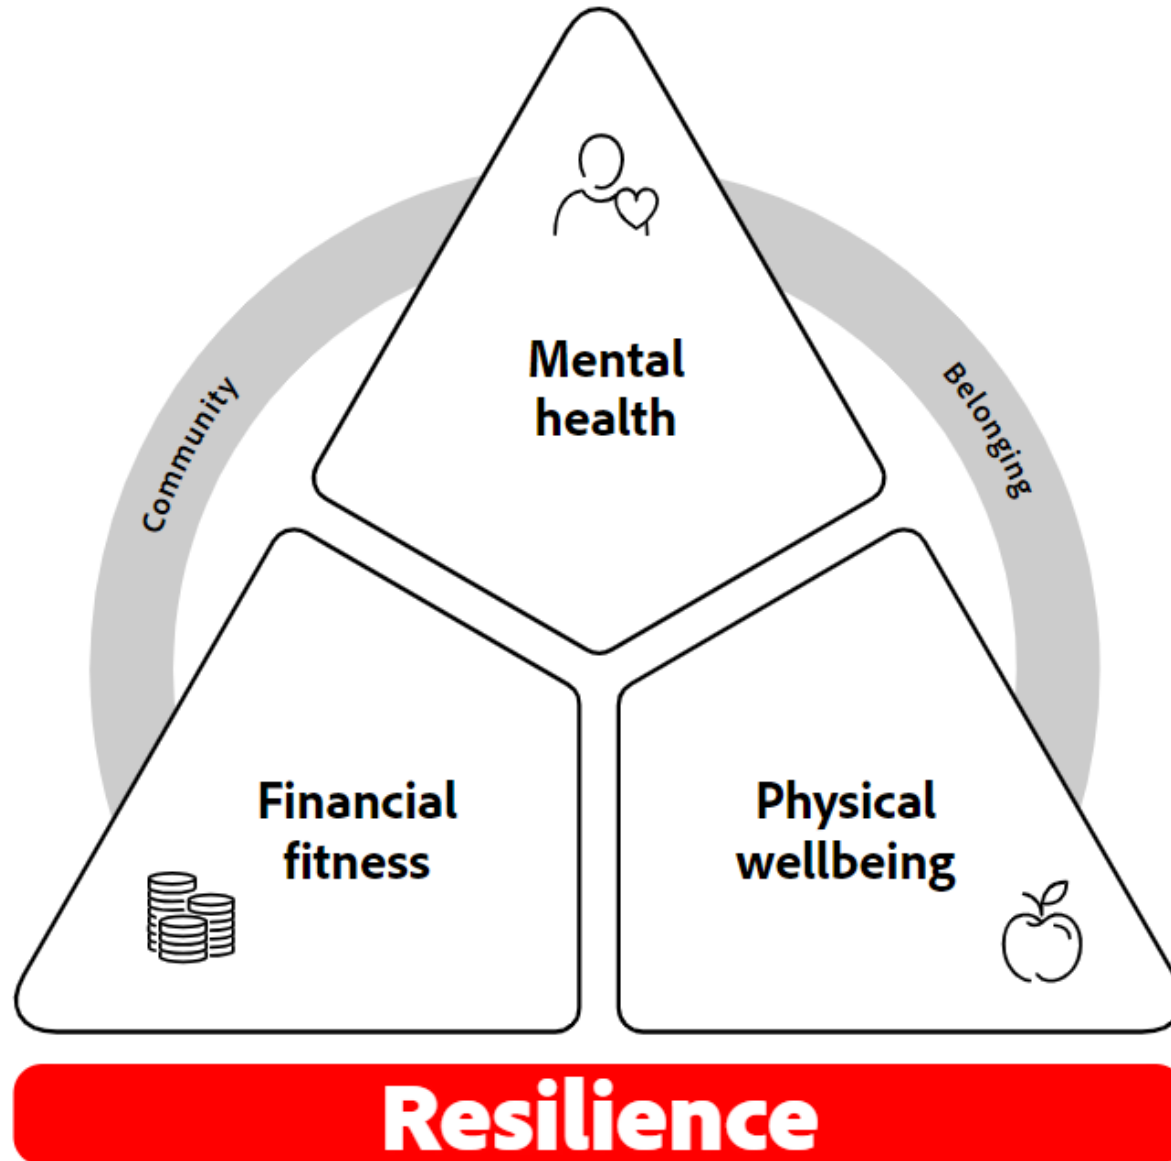 Mental
health
Community
Belonging
Financial
fitness
Physical
wellbeing
Resilience